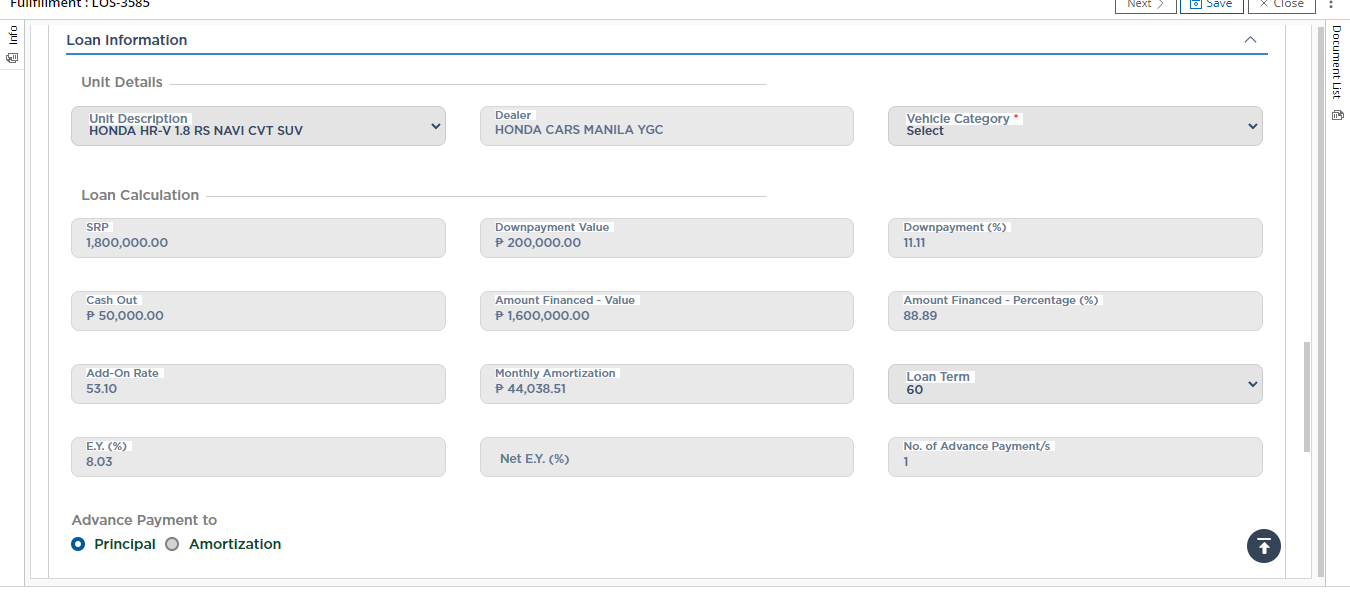 Fullfillment : LOS-3585
Next
Save
Close
Info
Document List
Loan Information
Unit Details
Unit Description
HONDA HR-V 1.8 RS NAVI CVT SUV
Dealer
HONDA CARS MANILA YGC
Vehicle Category *
Select
Loan Calculation
SRP
1,800,000.00
Downpayment Value
₱ 200,000.00
Downpayment (%)
11.11
Cash Out
₱ 50,000.00
Amount Financed - Value
₱ 1,600,000.00
Amount Financed - Percentage (%)
88.89
Add-On Rate
53.10
Monthly Amortization
₱ 44,038.51
Loan Term
60
E.Y. (%)
8.03
Net E.Y. (%)
No. of Advance Payment/s
1
Advance Payment to
Principal
Amortization